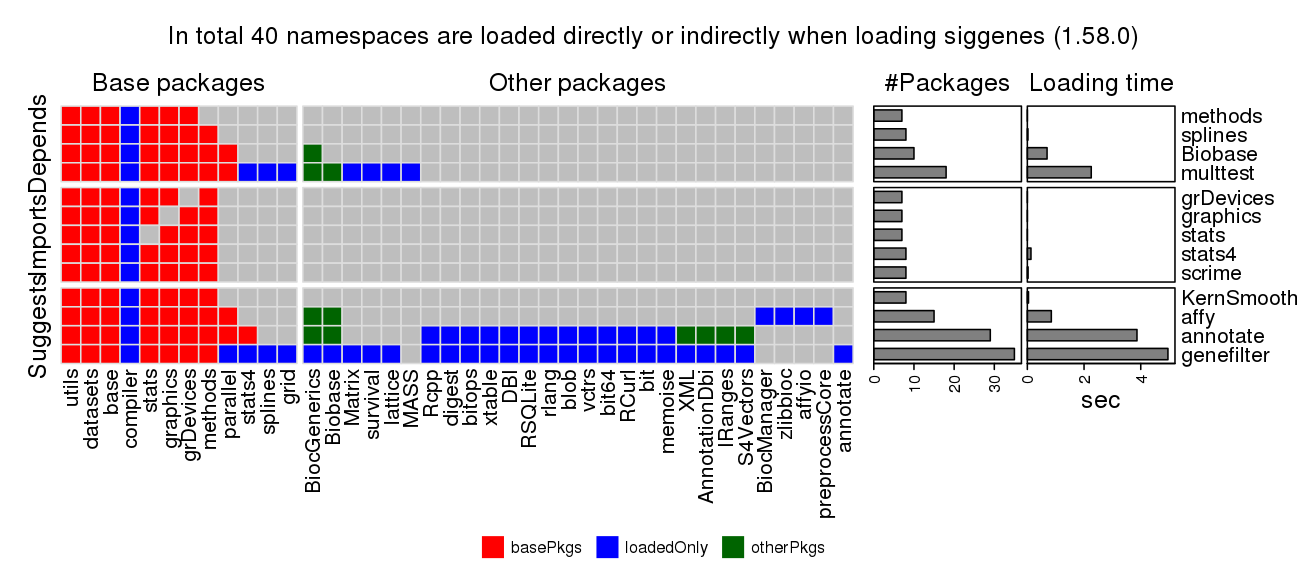 In total 40 namespaces are loaded directly or indirectly when loading siggenes (1.58.0)
Base packages
Other packages
#Packages
Loading time
Depends
Imports
Suggests
methods
splines
Biobase
multtest
grDevices
graphics
stats
stats4
scrime
KernSmooth
affy
annotate
genefilter
utils
datasets
base
compiler
stats
graphics
grDevices
methods
parallel
stats4
splines
grid
BiocGenerics
Biobase
Matrix
survival
lattice
MASS
Rcpp
digest
bitops
xtable
DBI
RSQLite
rlang
blob
vctrs
bit64
RCurl
bit
memoise
XML
AnnotationDbi
IRanges
S4Vectors
BiocManager
zlibbioc
affyio
preprocessCore
annotate
0
10
20
30
0
2
4
sec
basePkgs
loadedOnly
otherPkgs